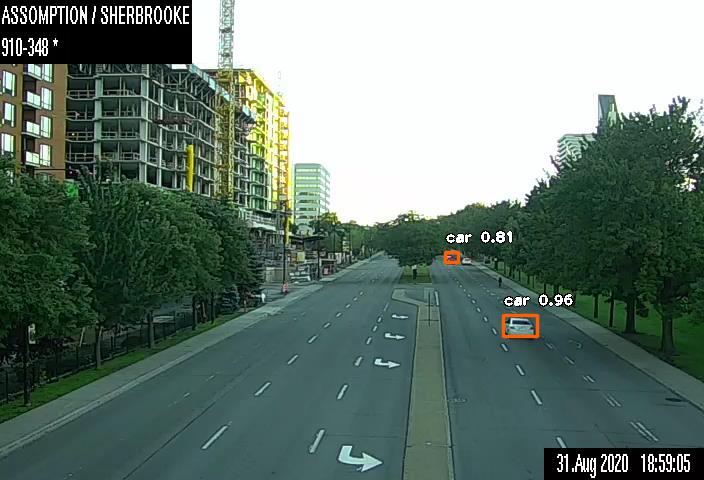 ASSOMPTION / SHERBROOKE
910-348 *
car 0.81
car 0.96
31.Aug 2020 18:59:05